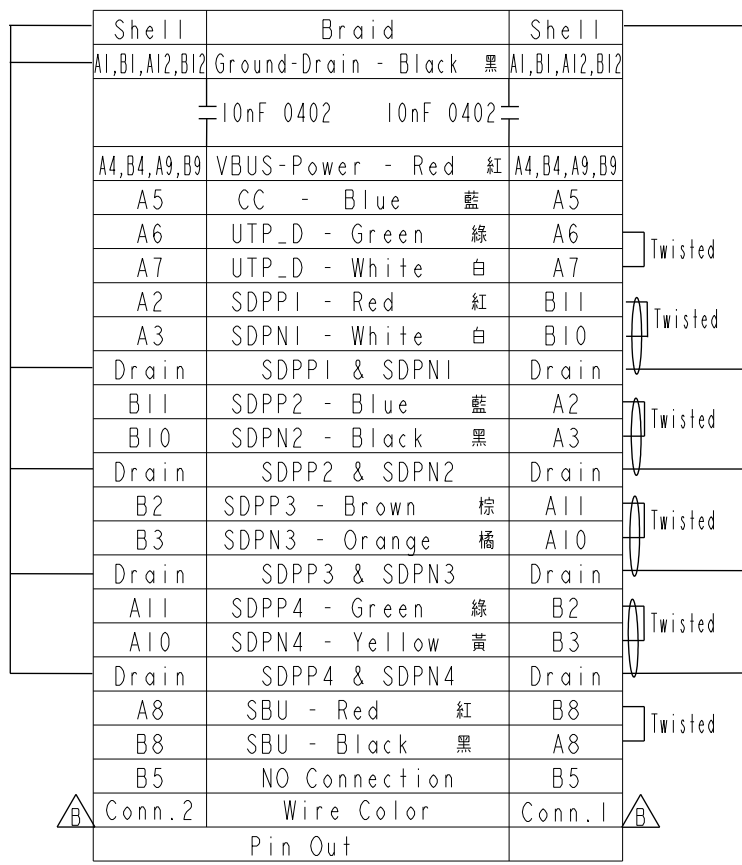 Shell Braid Shell
A1,B1,A12,B12 Ground-Drain - Black 黑 A1,B1,A12,B12
10nF 0402 10nF 0402
A4,B4,A9,B9 VBUS-Power - Red 紅 A4,B4,A9,B9
A5 CC - Blue 藍 A5
A6 UTP_D - Green 綠 A6
Twisted
A7 UTP_D - White 白 A7
A2 SDPP1 - Red 紅 B11
Twisted
A3 SDPN1 - White 白 B10
Drain SDPP1 & SDPN1 Drain
B11 SDPP2 - Blue 藍 A2
Twisted
B10 SDPN2 - Black 黑 A3
Drain SDPP2 & SDPN2 Drain
B2 SDPP3 - Brown 棕 A11
Twisted
B3 SDPN3 - Orange 橘 A10
Drain SDPP3 & SDPN3 Drain
A11 SDPP4 - Green 綠 B2
Twisted
A10 SDPN4 - Yellow 黃 B3
Drain SDPP4 & SDPN4 Drain
A8 SBU - Red 紅 B8
Twisted
B8 SBU - Black 黑 A8
B5 NO Connection B5
B Conn.2 Wire Color Conn.1 B
Pin Out